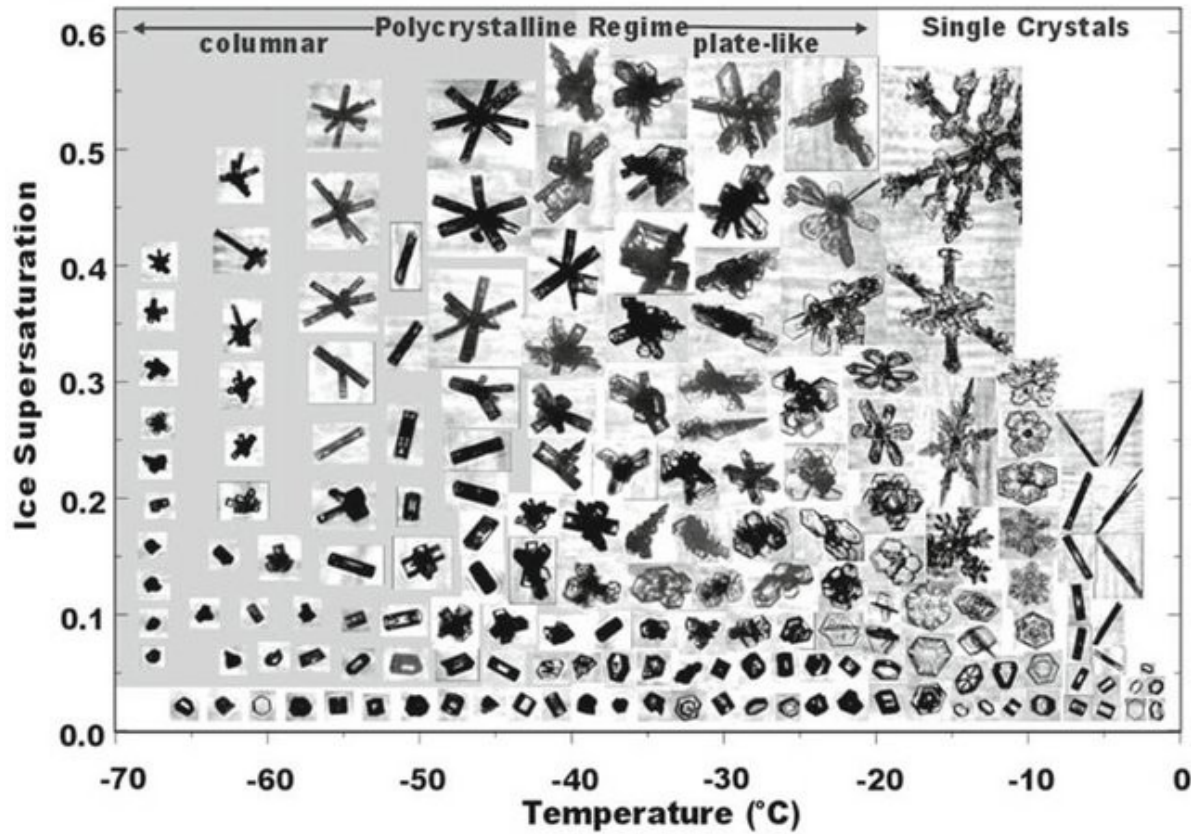 Polycrystalline Regime
columnar
plate-like
Single Crystals
Ice Supersaturation
0.6
0.5
0.4
0.3
0.2
0.1
0.0
-70
-60
-50
-40
-30
-20
-10
0
Temperature (°C)